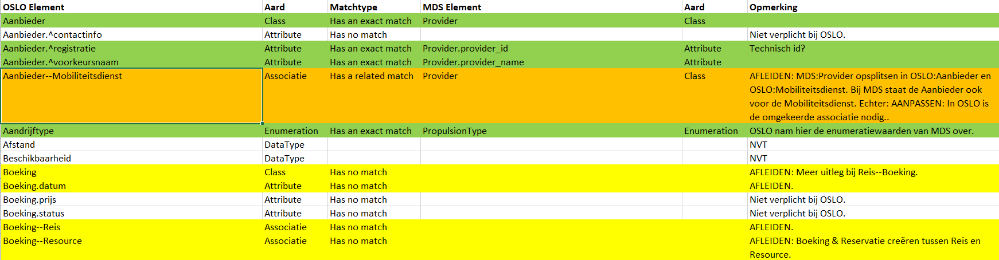 OSLO Element Aard Matchtype MDS Element Aard Opmerking
Aanbieder Class Has an exact match Provider Class
Aanbieder.^contactinfo Attribute Has no match Niet verplicht bij OSLO.
Aanbieder.^registratie Attribute Has an exact match Provider.provider_id Attribute Technisch id?
Aanbieder.^voorkeursnaam Attribute Has an exact match Provider.provider_name Attribute
Aanbieder--Mobiliteitsdienst Associatie Has a related match Provider Class AFLEIDEN: MDS:Provider opsplitsen in OSLO:Aanbieder en
OSLO:Mobiliteitsdienst. Bij MDS staat de Aanbieder ook
voor de Mobiliteitsdienst. Echter: AANPASSEN: In OSLO is
de omgekeerde associatie nodig..
Aandrijftype Enumeration Has an exact match PropulsionType Enumeration OSLO nam hier de enumeratiewaarden van MDS over.
Afstand DataType NVT
Beschikbaarheid DataType NVT
Boeking Class Has no match AFLEIDEN: Meer uitleg bij Reis--Boeking.
Boeking.datum Attribute Has no match AFLEIDEN.
Boeking.prijs Attribute Has no match Niet verplicht bij OSLO.
Boeking.status Attribute Has no match Niet verplicht bij OSLO.
Boeking--Reis Associatie Has no match AFLEIDEN.
Boeking--Resource Associatie Has no match AFLEIDEN: Boeking & Reservatie creëren tussen Reis en
Resource.